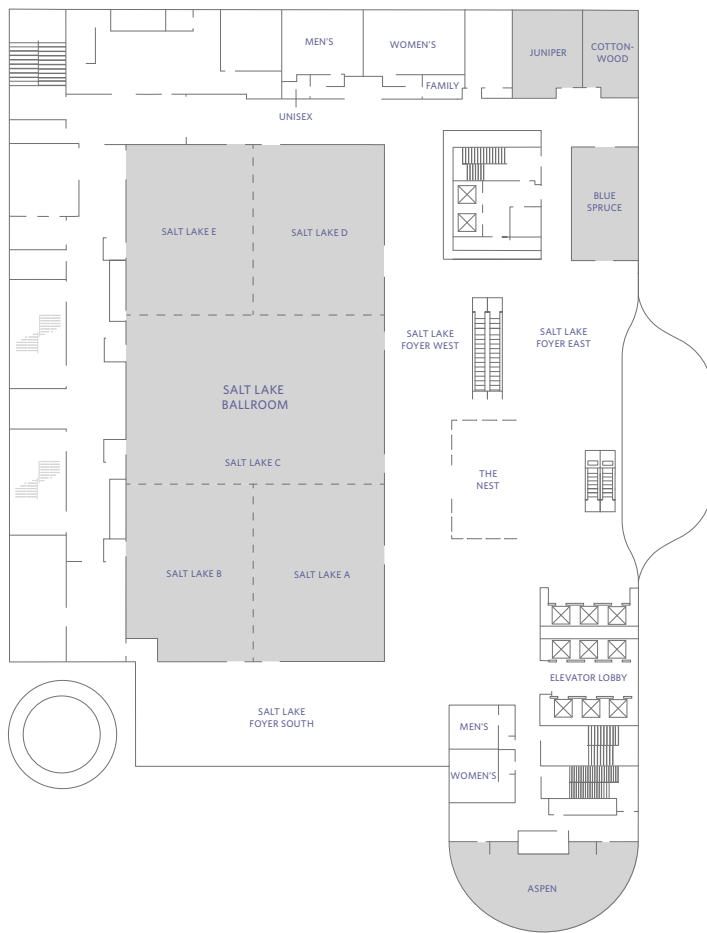 MEN'S
WOMEN'S
JUNIPER
COTTON-
WOOD
FAMILY
UNISEX
BLUE
SPRUCE
SALT LAKE E
SALT LAKE D
SALT LAKE
FOYER WEST
SALT LAKE
FOYER EAST
SALT LAKE
BALLROOM
SALT LAKE C
THE
NEST
SALT LAKE B
SALT LAKE A
ELEVATOR LOBBY
SALT LAKE
FOYER SOUTH
MEN'S
WOMEN'S
ASPEN